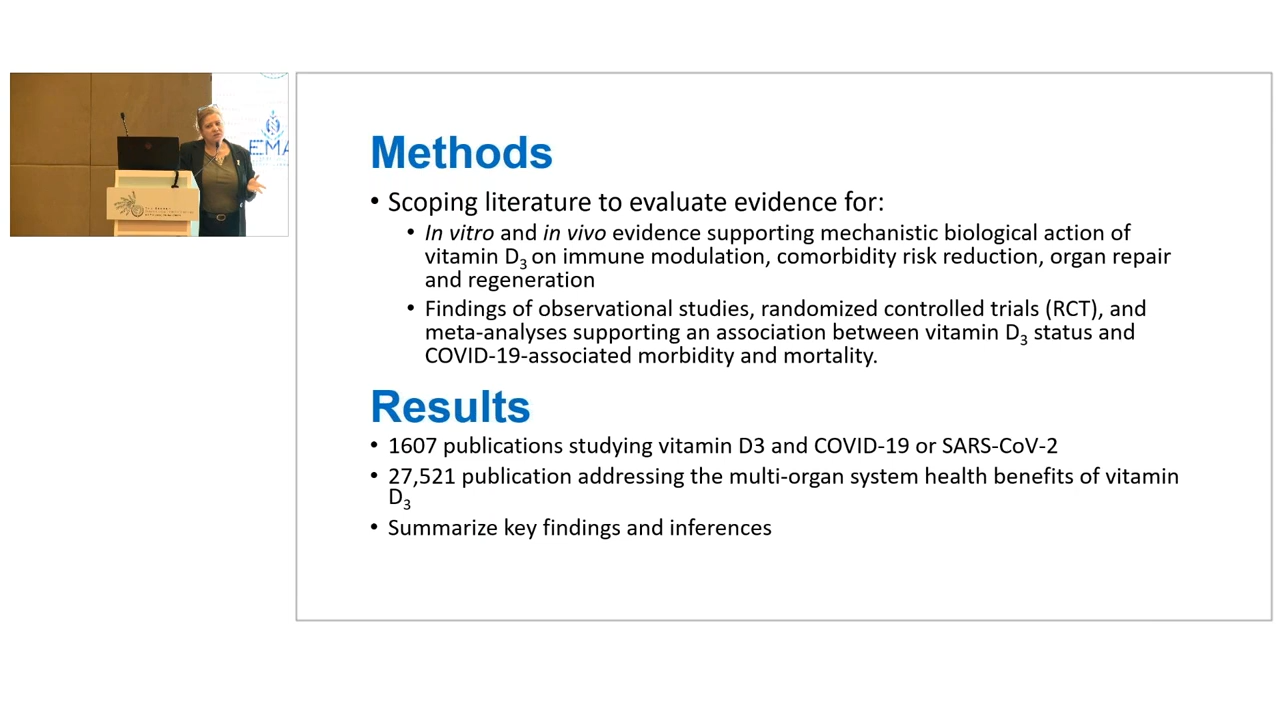 EMA
Methods
• Scoping literature to evaluate evidence for:
• In vitro and in vivo evidence supporting mechanistic biological action of
vitamin D3 on immune modulation, comorbidity risk reduction, organ repair
and regeneration
• Findings of observational studies, randomized controlled trials (RCT), and
meta-analyses supporting an association between vitamin D3 status and
COVID-19-associated morbidity and mortality.
Results
• 1607 publications studying vitamin D3 and COVID-19 or SARS-CoV-2
• 27,521 publication addressing the multi-organ system health benefits of vitamin
D3
• Summarize key findings and inferences